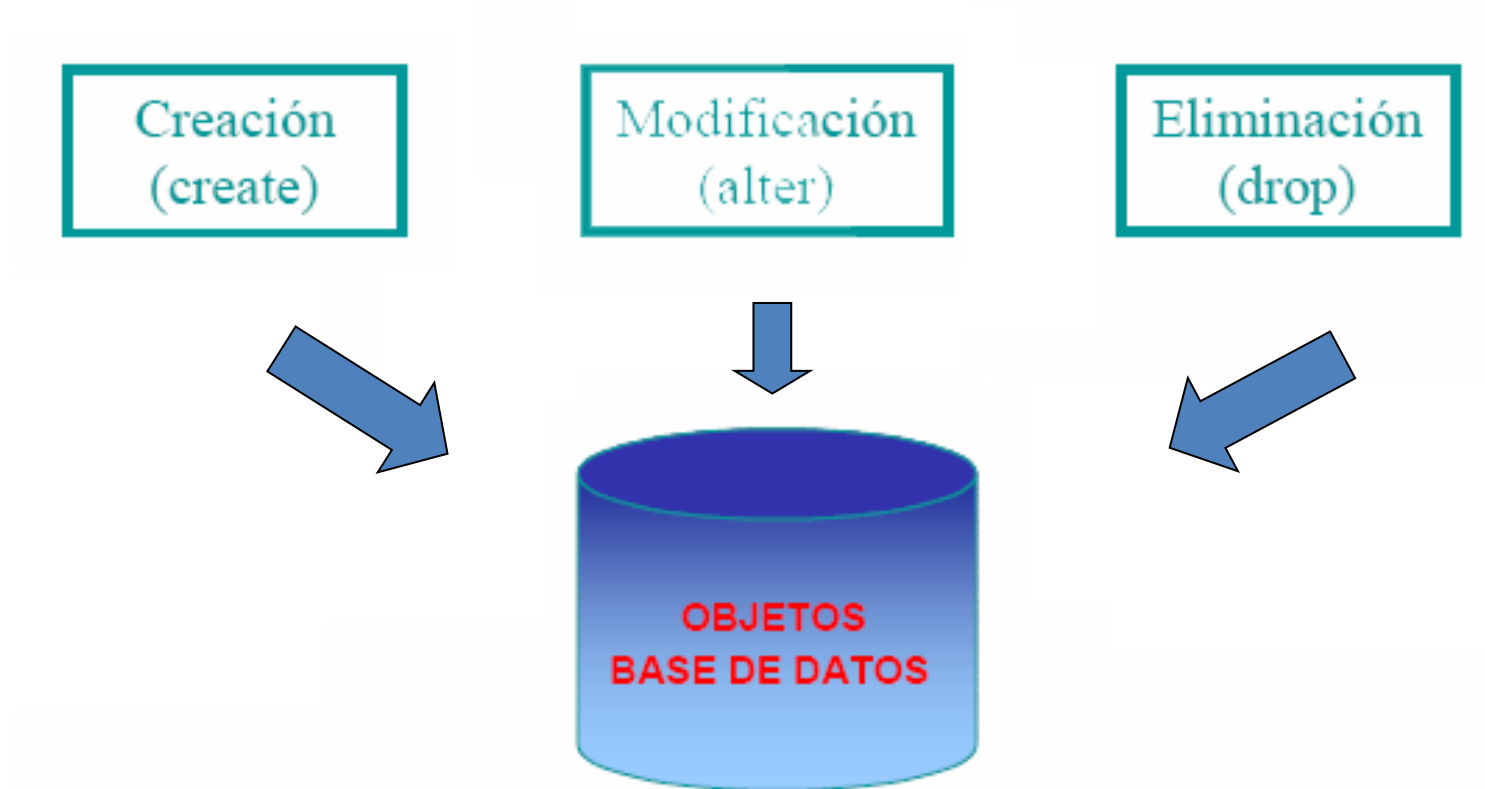 Creación
(create)
Modificación
(alter)
Eliminación
(drop)
OBJETOS
BASE DE DATOS